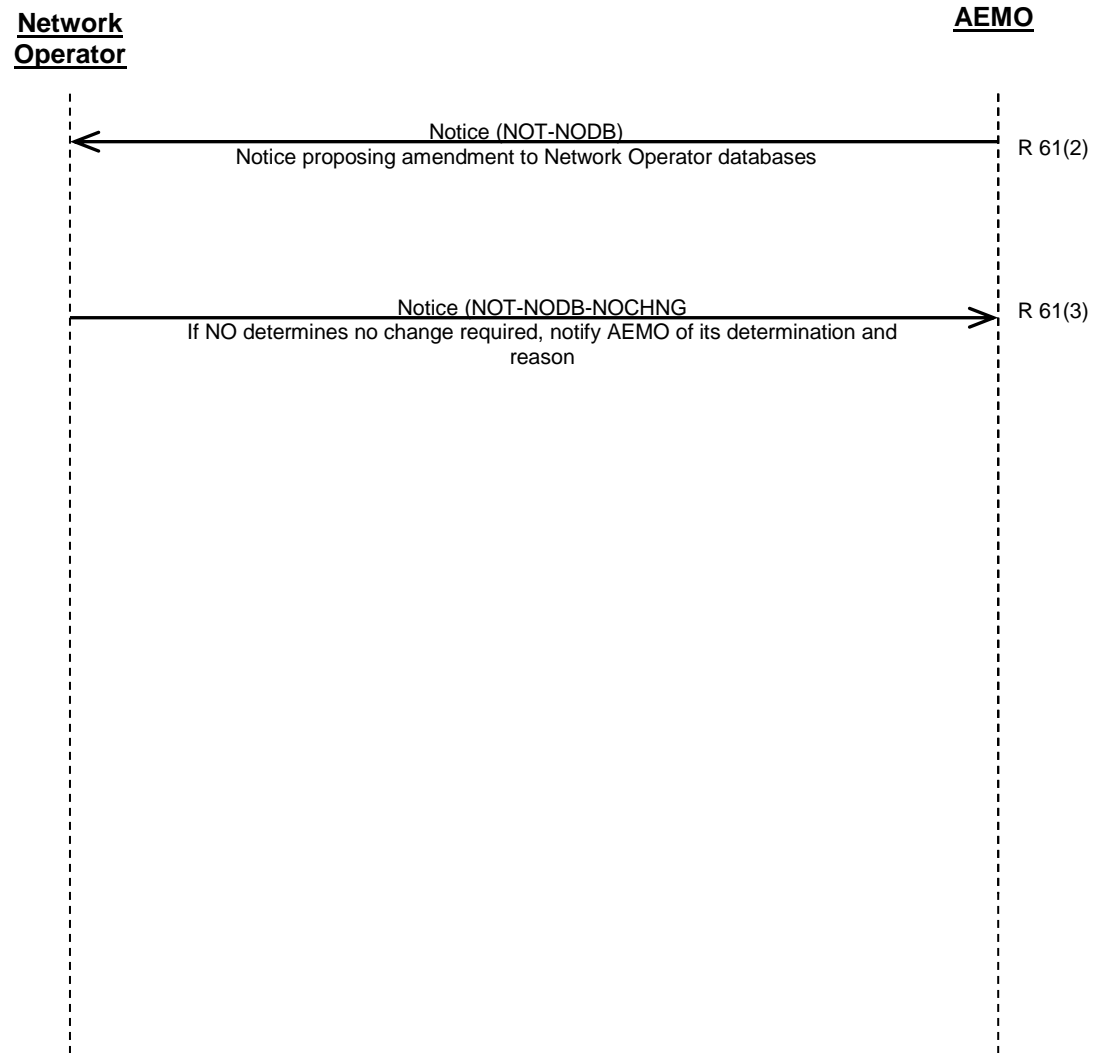 Network
Operator
AEMO
Notice (NOT-NODB)
Notice proposing amendment to Network Operator databases
R 61(2)
Notice (NOT-NODB-NOCHNG
If NO determines no change required, notify AEMO of its determination and
reason
R 61(3)